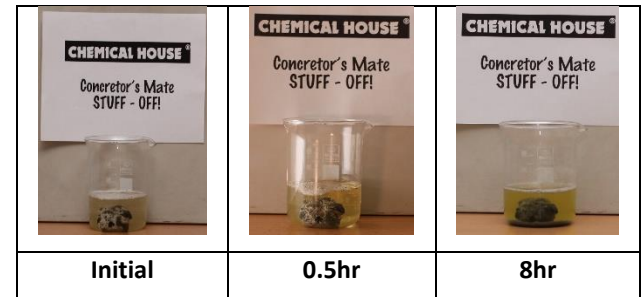 CHEMICAL HOUSE®
Concretor's Mate
STUFF - OFF!
CHEMICAL HOUSE®
Concretor's Mate
STUFF - OFF!
CHEMICAL HOUSE®
Concretor's Mate
STUFF - OFF!
Initial
0.5hr
8hr